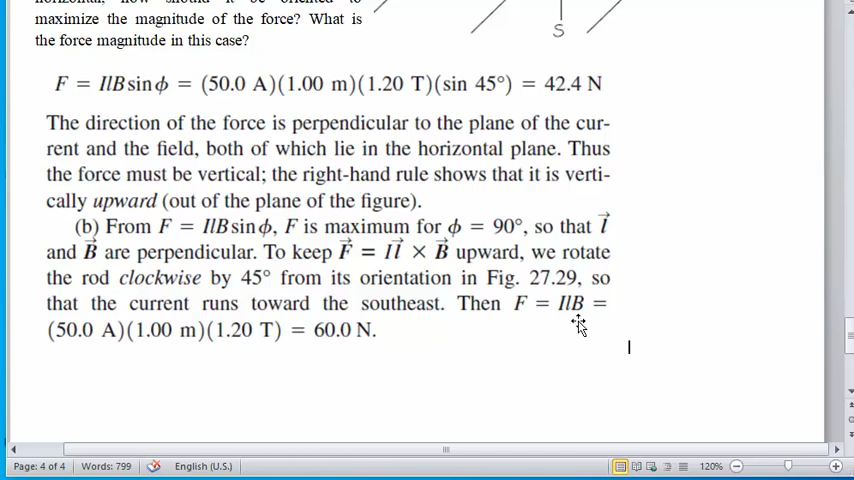 maximize the magnitude of the force? What is
the force magnitude in this case?
S
F = IlB sin ϕ = (50.0 A)(1.00 m)(1.20 T)(sin 45°) = 42.4 N
The direction of the force is perpendicular to the plane of the cur-
rent and the field, both of which lie in the horizontal plane. Thus
the force must be vertical; the right-hand rule shows that it is verti-
cally upward (out of the plane of the figure).
(b) From F = IlB sin ϕ, F is maximum for ϕ = 90°, so that l⃗
and B⃗ are perpendicular. To keep F⃗ = Il⃗ × B⃗ upward, we rotate
the rod clockwise by 45° from its orientation in Fig. 27.29, so
that the current runs toward the southeast. Then F = IlB =
(50.0 A)(1.00 m)(1.20 T) = 60.0 N.
Page: 4 of 4 Words: 799 English (U.S.) 120%